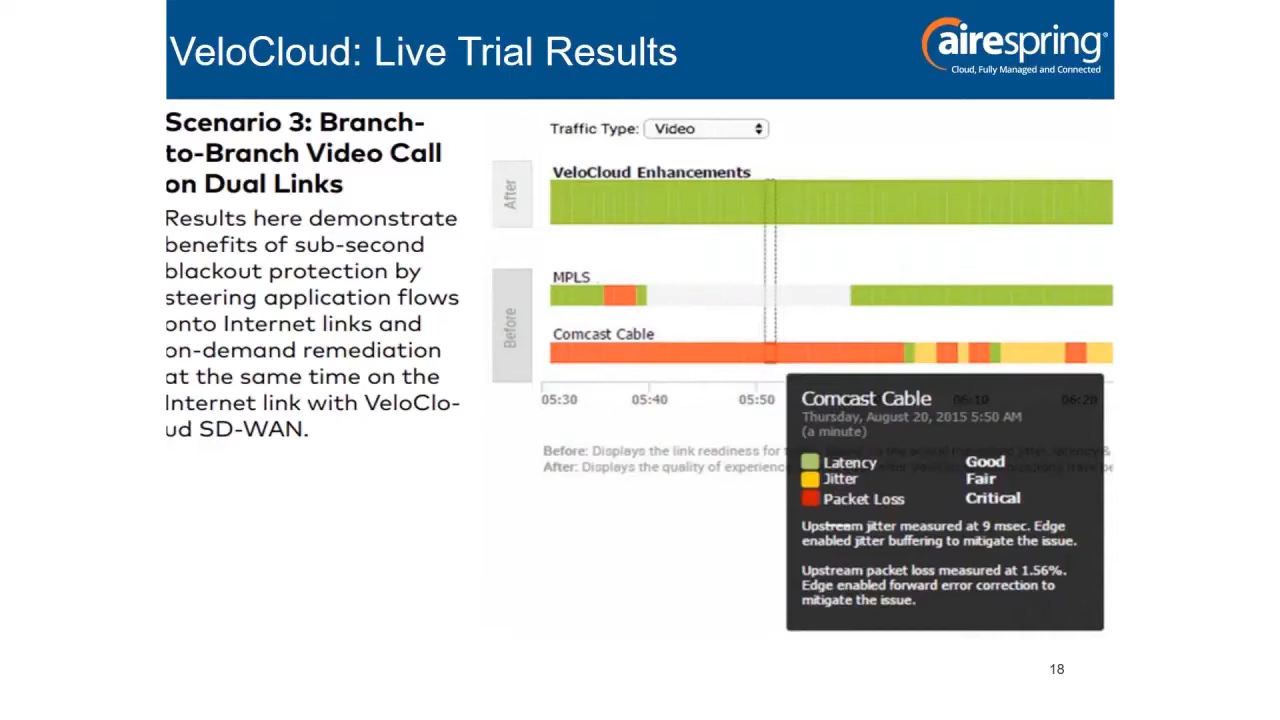 VeloCloud: Live Trial Results
airespring
Cloud, Fully Managed and Connected
Scenario 3: Branch-
to-Branch Video Call
on Dual Links
Results here demonstrate
benefits of sub-second
blackout protection by
steering application flows
onto Internet links and
on-demand remediation
at the same time on the
Internet link with VeloClo-
ud SD-WAN.
Traffic Type: Video
After
VeloCloud Enhancements
Before
MPLS
Comcast Cable
05:30 05:40 05:50 06:10 06:20
Before: Displays the link readiness for
After: Displays the quality of experience
Comcast Cable
Thursday, August 20, 2015 5:50 AM
(a minute)
Latency Good
Jitter Fair
Packet Loss Critical
Upstream jitter measured at 9 msec. Edge
enabled jitter buffering to mitigate the issue.
Upstream packet loss measured at 1.56%.
Edge enabled forward error correction to
mitigate the issue.
18